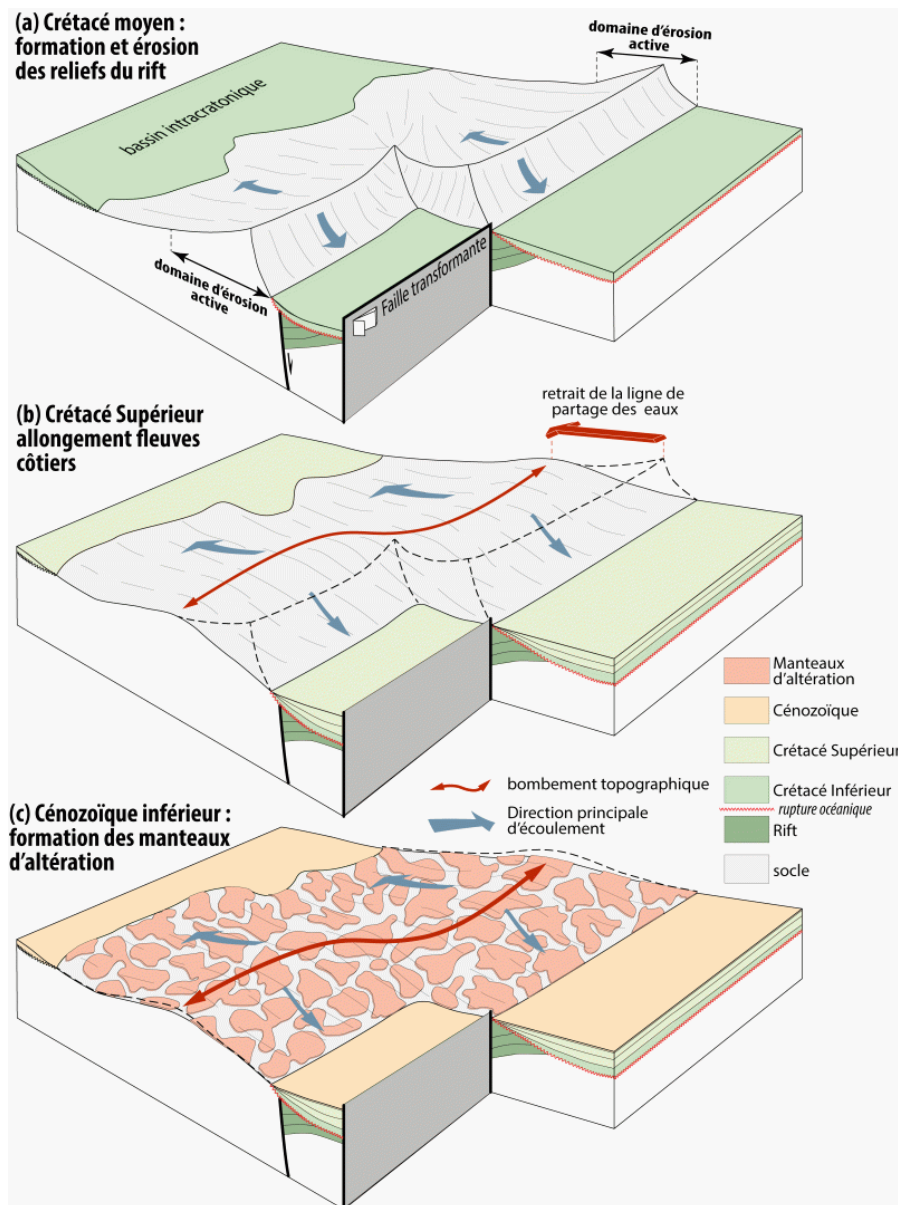 (a) Crétacé moyen :
formation et érosion
des reliefs du rift
domaine d'érosion
active
bassin intracratonique
domaine d'érosion
active
Faille transformante
(b) Crétacé Supérieur
allongement fleuves
côtiers
retrait de la ligne de
partage des eaux
Manteaux
d'altération
Cénozoïque
Crétacé Supérieur
Crétacé Inférieur
rupture océanique
Rift
socle
bombement topographique
Direction principale
d'écoulement
(c) Cénozoïque inférieur :
formation des manteaux
d'altération